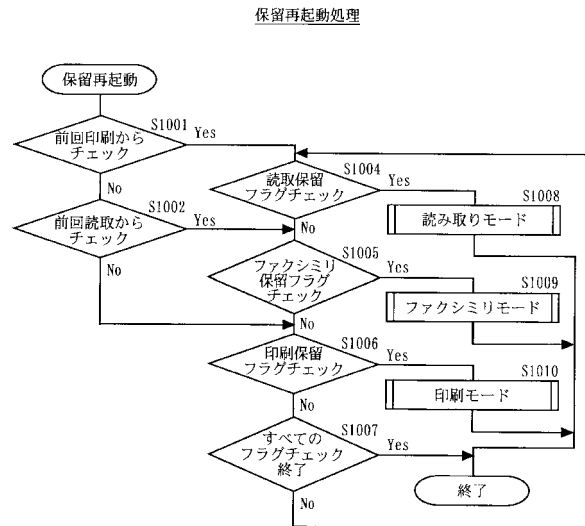 保留再起動処理
保留再起動
S1001
前回印刷から
チェック
Yes
No
S1002
前回読取から
チェック
Yes
No
S1004
読取保留
フラグチェック
Yes
No
S1008
読み取りモード
S1005
ファクシミリ
保留フラグ
チェック
Yes
No
S1009
ファクシミリモード
S1006
印刷保留
フラグチェック
Yes
No
S1010
印刷モード
S1007
すべての
フラグチェック
終了
Yes
No
終了